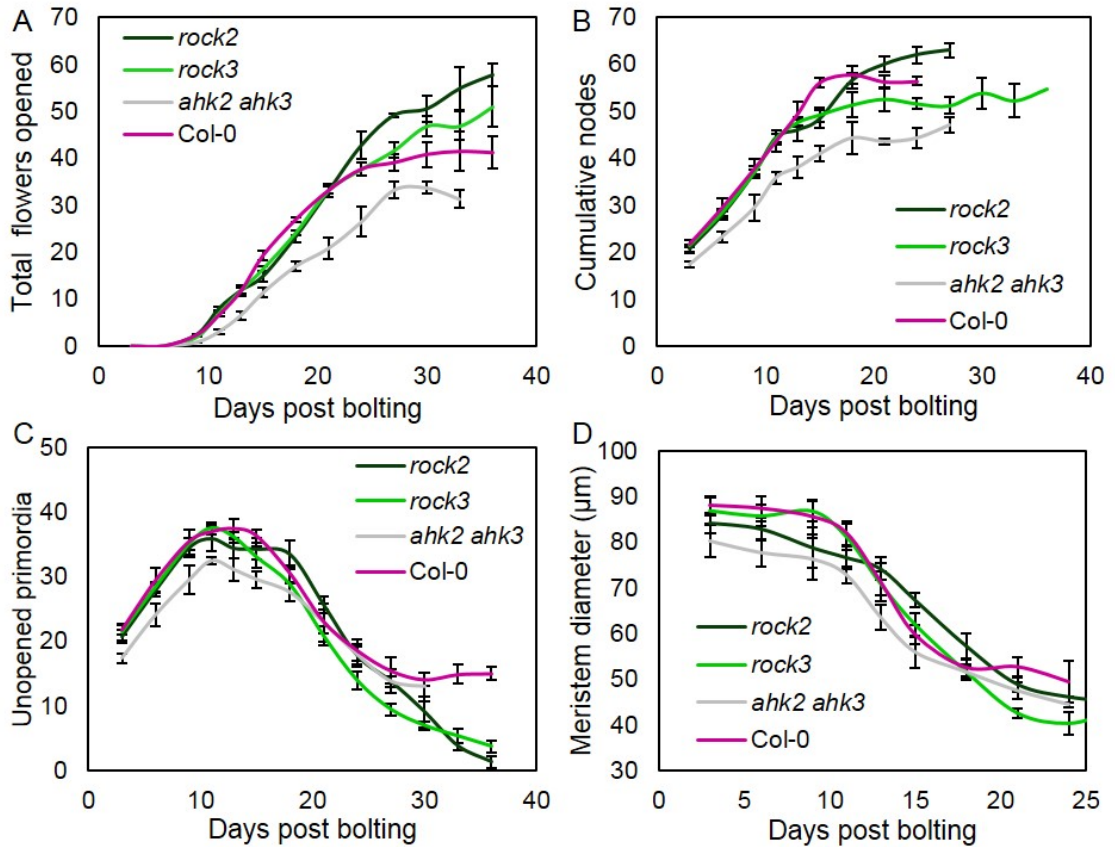 A
Total flowers opened
70
60
50
40
30
20
10
0
rock2
rock3
ahk2 ahk3
Col-0
0 10 20 30 40
Days post bolting
B
Cumulative nodes
70
60
50
40
30
20
10
0
rock2
rock3
ahk2 ahk3
Col-0
0 10 20 30 40
Days post bolting
C
Unopened primordia
50
40
30
20
10
0
rock2
rock3
ahk2 ahk3
Col-0
0 10 20 30 40
Days post bolting
D
Meristem diameter (µm)
100
90
80
70
60
50
40
30
rock2
rock3
ahk2 ahk3
Col-0
0 5 10 15 20 25
Days post bolting